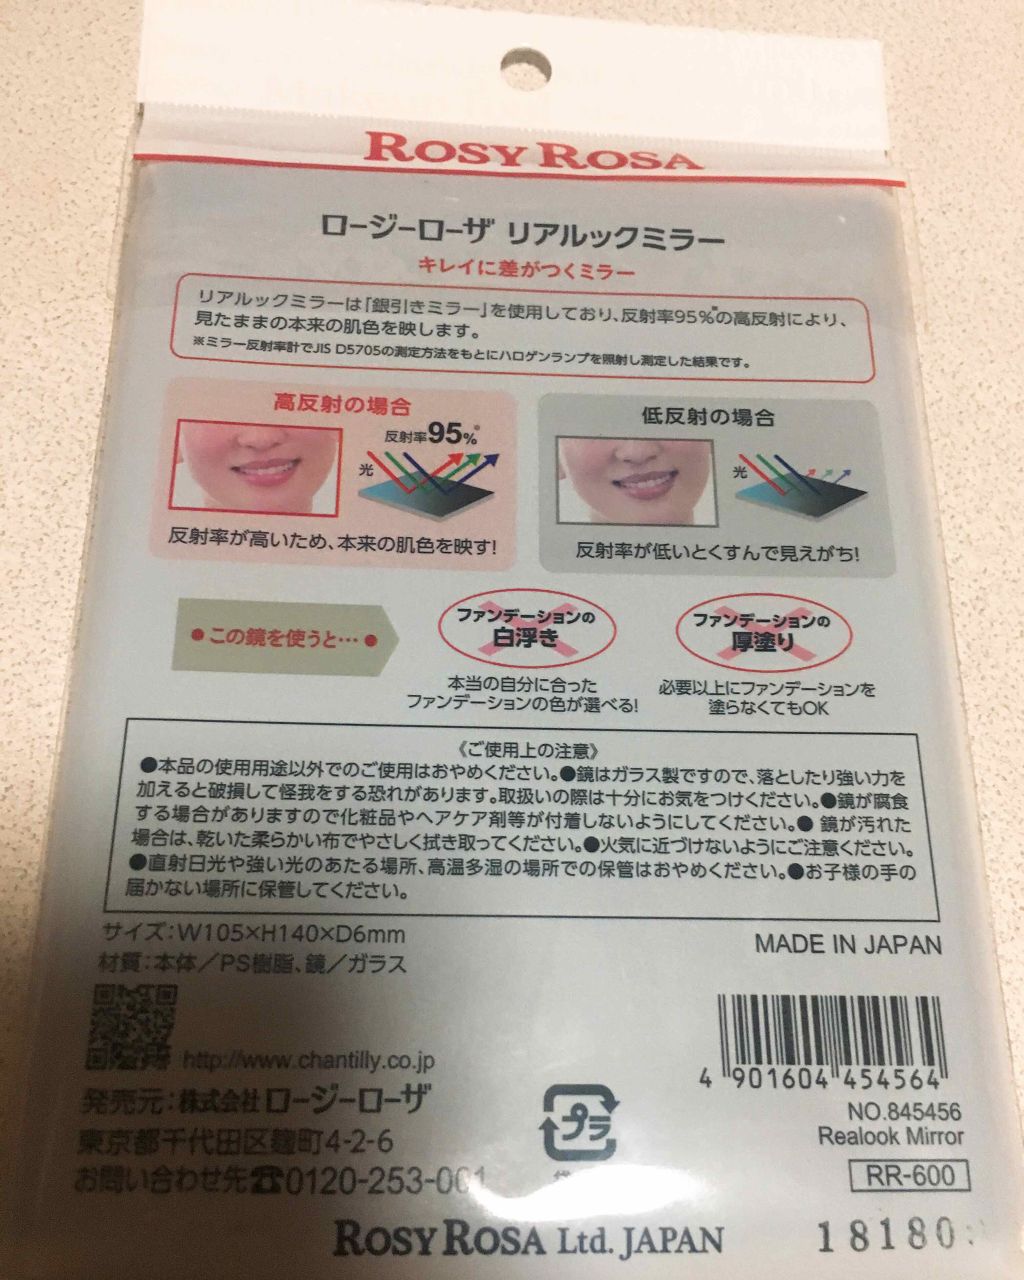 ROSY ROSA
ロージーローザ リアルックミラー
キレイに差がつくミラー
リアルックミラーは「銀引きミラー」を使用しており、反射率95%※の高反射により、
見たままの本来の肌色を映します。
※ミラー反射率計でJIS D5705の測定方法をもとにハロゲンランプを照射し測定した結果です。
高反射の場合
反射率95%※
光
反射率が高いため、本来の肌色を映す!
低反射の場合
光
反射率が低いとくすんで見えがち!
●この鏡を使うと…●
ファンデーションの
白浮き
本当の自分に合った
ファンデーションの色が選べる!
ファンデーションの
厚塗り
必要以上にファンデーションを
塗らなくてもOK
《ご使用上の注意》
●本品の使用用途以外でのご使用はおやめください。●鏡はガラス製ですので、落としたり強い力を
加えると破損して怪我をする恐れがあります。取扱いの際は十分にお気をつけください。●鏡が腐食
する場合がありますので化粧品やヘアケア剤等が付着しないようにしてください。● 鏡が汚れた
場合は、乾いた柔らかい布でやさしく拭き取ってください。●火気に近づけないようにご注意ください。
●直射日光や強い光のあたる場所、高温多湿の場所での保管はおやめください。●お子様の手の
届かない場所に保管してください。
サイズ:W105×H140×D6mm
材質:本体/PS樹脂、鏡/ガラス
MADE IN JAPAN
http://www.chantilly.co.jp
発売元:株式会社ロージーローザ
東京都千代田区麹町4-2-6
お問い合わせ先☎0120-253-001
プラ
4 901604 454564
NO.845456
Realook Mirror
RR-600
ROSY ROSA Ltd. JAPAN
18180